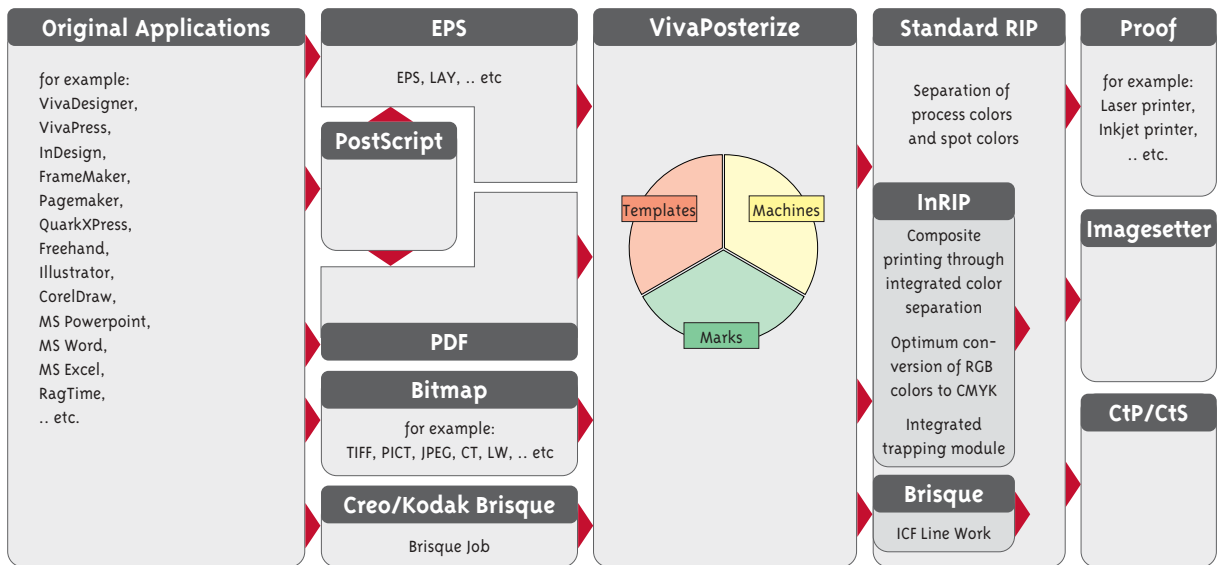 Original Applications
for example:
VivaDesigner,
VivaPress,
InDesign,
FrameMaker,
Pagemaker,
QuarkXPress,
Freehand,
Illustrator,
CorelDraw,
MS Powerpoint,
MS Word,
MS Excel,
RagTime,
.. etc.
EPS
EPS, LAY, .. etc
PostScript
PDF
Bitmap
for example:
TIFF, PICT, JPEG, CT, LW, .. etc
Creo/Kodak Brisque
Brisque Job
VivaPosterize
Templates
Machines
Marks
Standard RIP
Separation of
process colors
and spot colors
InRIP
Composite
printing through
integrated color
separation
Optimum con-
version of RGB
colors to CMYK
Integrated
trapping module
Brisque
ICF Line Work
Proof
for example:
Laser printer,
Inkjet printer,
.. etc.
Imagesetter
CtP/CtS